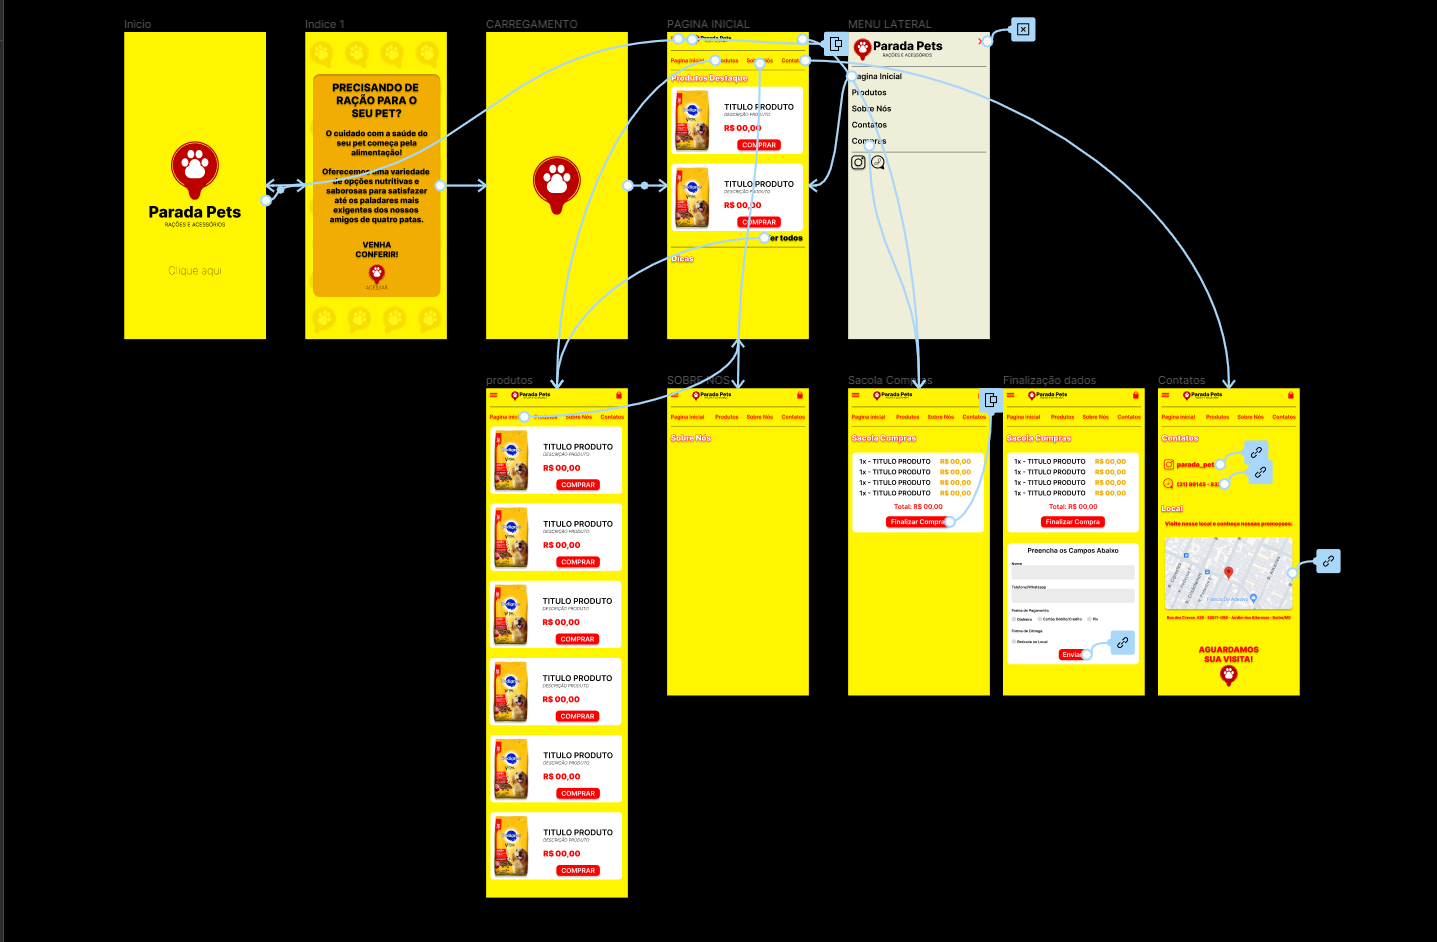 Inicio
Parada Pets
RAÇÕES E ACESSÓRIOS
Clique aqui
Indice 1
PRECISANDO DE
RAÇÃO PARA O
SEU PET?
O cuidado com a saúde do
seu pet começa pela
alimentação!
Oferecemos uma variedade
de opções nutritivas e
saborosas para satisfazer
até os paladares mais
exigentes dos nossos
amigos de quatro patas.
VENHA
CONFERIR!
ACESSAR
CARREGAMENTO
PAGINA INICIAL
Parada Pets
Pagina inicial Produtos Sobre Nós Contatos
Produtos Destaque
TITULO PRODUTO
DESCRIÇÃO PRODUTO
R$ 00,00
COMPRAR
TITULO PRODUTO
DESCRIÇÃO PRODUTO
R$ 00,00
COMPRAR
er todos
Dicas
MENU LATERAL
Parada Pets
RAÇÕES E ACESSÓRIOS
agina Inicial
Produtos
Sobre Nós
Contatos
Compras
produtos
Parada Pets
Pagina inicial Produtos Sobre Nós Contatos
TITULO PRODUTO
DESCRIÇÃO PRODUTO
R$ 00,00
COMPRAR
TITULO PRODUTO
DESCRIÇÃO PRODUTO
R$ 00,00
COMPRAR
TITULO PRODUTO
DESCRIÇÃO PRODUTO
R$ 00,00
COMPRAR
TITULO PRODUTO
DESCRIÇÃO PRODUTO
R$ 00,00
COMPRAR
TITULO PRODUTO
DESCRIÇÃO PRODUTO
R$ 00,00
COMPRAR
TITULO PRODUTO
DESCRIÇÃO PRODUTO
R$ 00,00
COMPRAR
SOBRE NOS
Parada Pets
Pagina inicial Produtos Sobre Nós Contatos
Sobre Nós
Sacola Compras
Parada Pets
Pagina inicial Produtos Sobre Nós Contatos
Sacola Compras
1x - TITULO PRODUTO R$ 00,00
1x - TITULO PRODUTO R$ 00,00
1x - TITULO PRODUTO R$ 00,00
1x - TITULO PRODUTO R$ 00,00
Total: R$ 00,00
Finalizar Compra
Finalização dados
Parada Pets
Pagina inicial Produtos Sobre Nós Contatos
Sacola Compras
1x - TITULO PRODUTO R$ 00,00
1x - TITULO PRODUTO R$ 00,00
1x - TITULO PRODUTO R$ 00,00
1x - TITULO PRODUTO R$ 00,00
Total: R$ 00,00
Finalizar Compra
Preencha os Campos Abaixo
Nome
Telefone/Whatsapp
Forma de Pagamento
Dinheiro Cartão Debito/Credito Pix
Forma de Entrega
Retirada no Local
Enviar
Contatos
Parada Pets
Pagina inicial Produtos Sobre Nós Contatos
Contatos
parada_pet
(31) 99145 - 83
Local
Visite nosso local e conheça nossas promoçoes:
AGUARDAMOS
SUA VISITA!